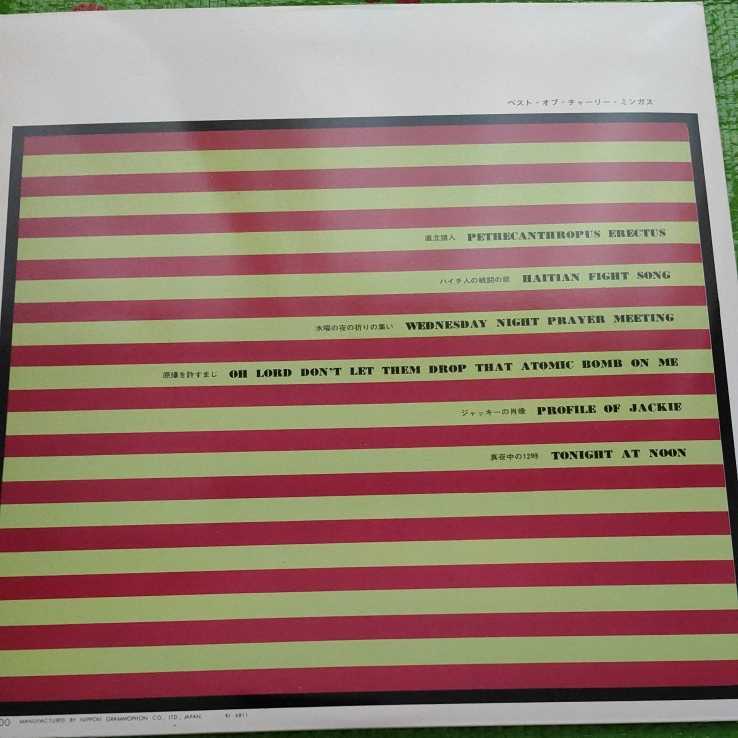 ベスト・オブ・チャーリー・ミンガス
直立猿人 PETHECANTHROPUS ERECTUS
ハイチ人の戦闘の歌 HAITIAN FIGHT SONG
水曜の夜の祈りの集い WEDNESDAY NIGHT PRAYER MEETING
原爆を許すまじ OH LORD DON'T LET THEM DROP THAT ATOMIC BOMB ON ME
ジャッキーの肖像 PROFILE OF JACKIE
真夜中の12時 TONIGHT AT NOON
00 MANUFACTURED BY NIPPON GRAMMOPHON CO., LTD., JAPAN.